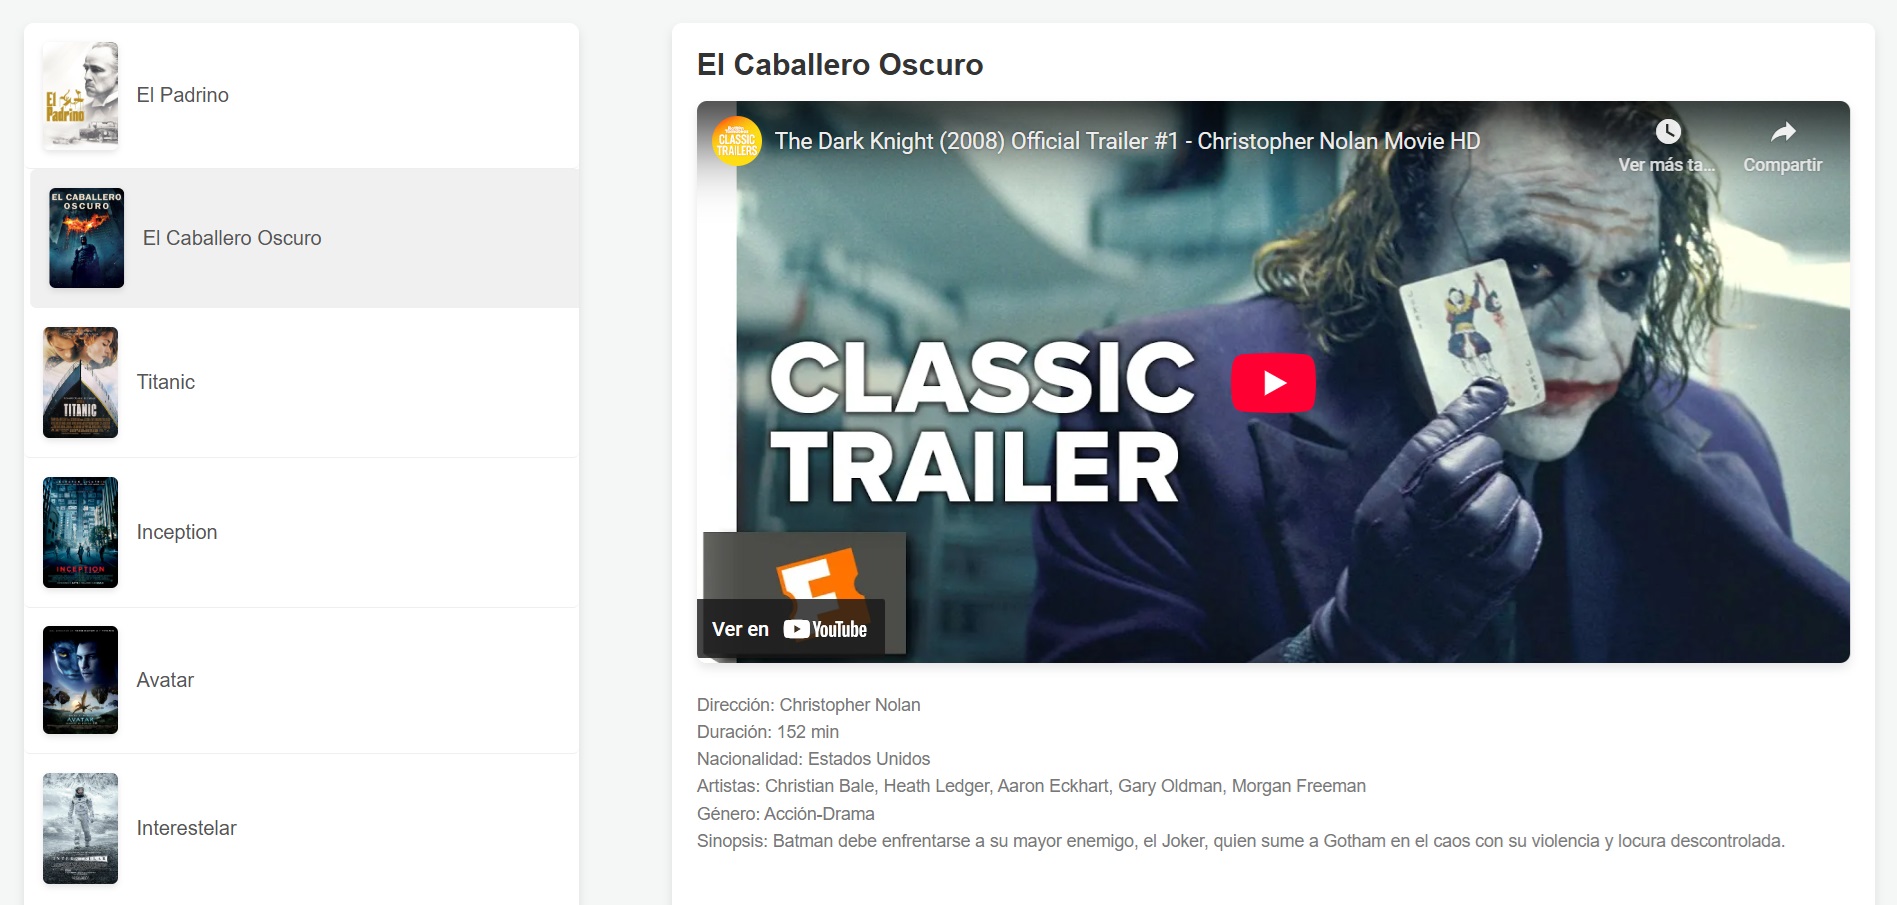 El Padrino
El
Padrino
EL CABALLERO
OSCURO
El Caballero Oscuro
TITANIC
Titanic
INCEPTION
Inception
AVATAR
Avatar
Interestelar
El Caballero Oscuro
CLASSIC
TRAILERS
The Dark Knight (2008) Official Trailer #1 - Christopher Nolan Movie HD
Ver más ta...
Compartir
JOKER
CLASSIC
TRAILER
Ver en YouTube
Dirección: Christopher Nolan
Duración: 152 min
Nacionalidad: Estados Unidos
Artistas: Christian Bale, Heath Ledger, Aaron Eckhart, Gary Oldman, Morgan Freeman
Género: Acción-Drama
Sinopsis: Batman debe enfrentarse a su mayor enemigo, el Joker, quien sume a Gotham en el caos con su violencia y locura descontrolada.